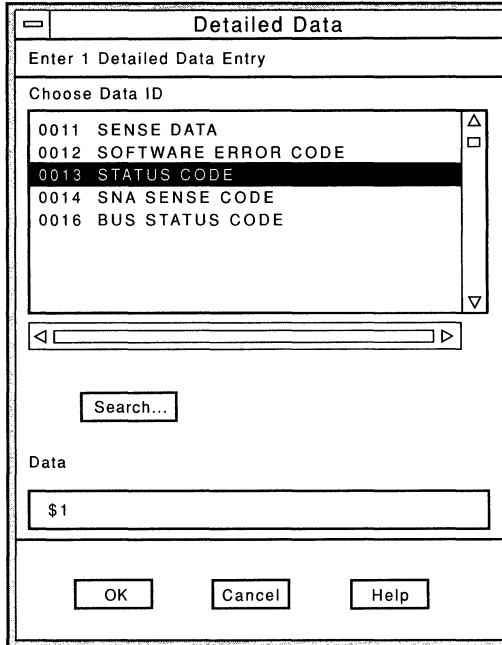 Detailed Data
Enter 1 Detailed Data Entry
Choose Data ID
0011 SENSE DATA
0012 SOFTWARE ERROR CODE
0013 STATUS CODE
0014 SNA SENSE CODE
0016 BUS STATUS CODE
Search...
Data
$1
OK Cancel Help